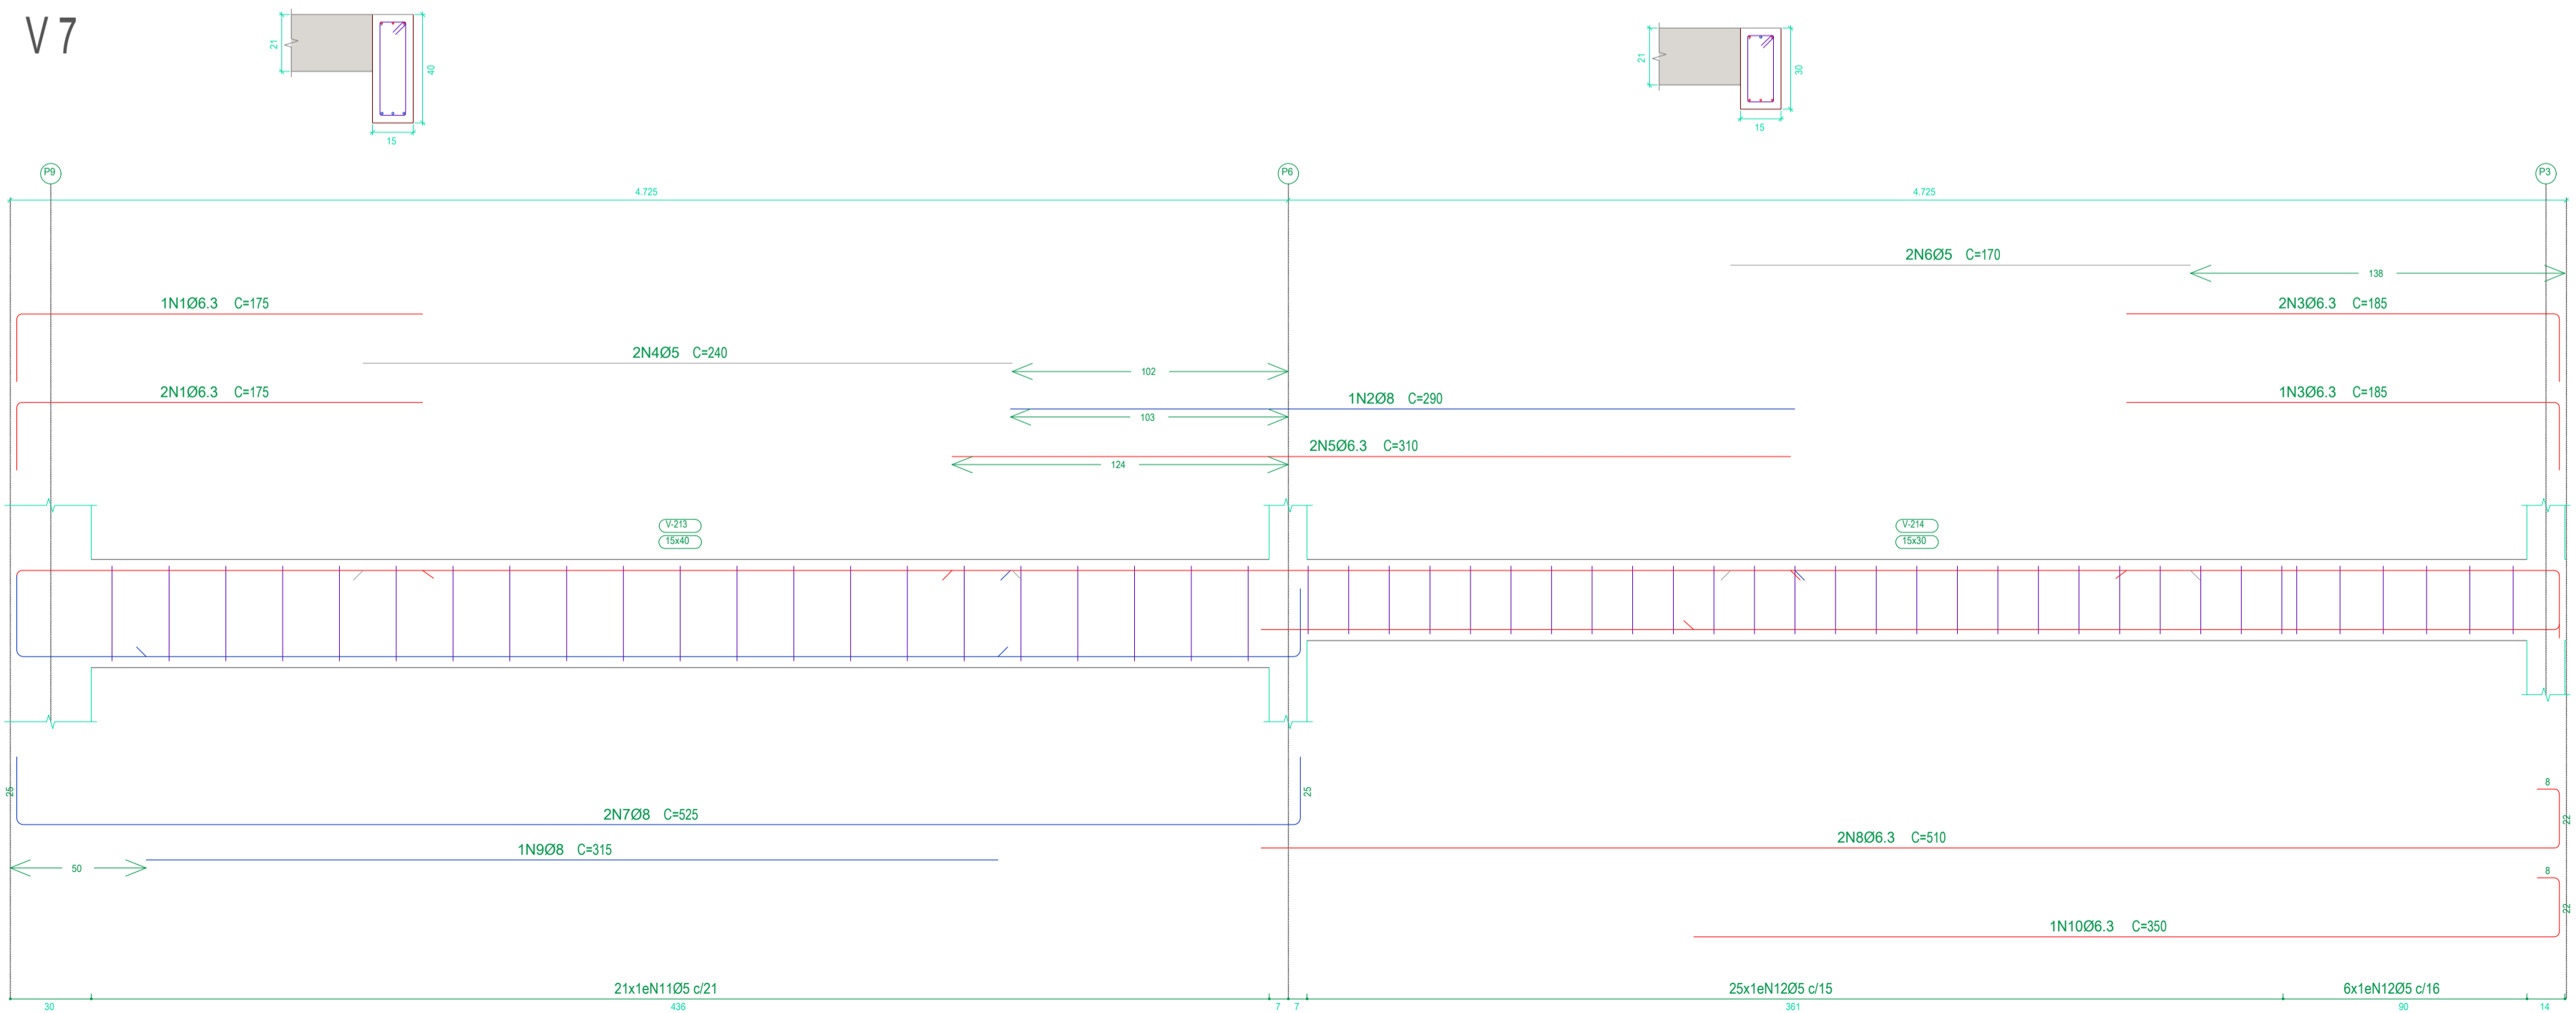 V 7
21
40
15
21
30
15
P9
P6
P3
4.725
4.725
2N6Ø5 C=170
138
1N1Ø6.3 C=175
2N3Ø6.3 C=185
2N4Ø5 C=240
102
2N1Ø6.3 C=175
1N2Ø8 C=290
1N3Ø6.3 C=185
103
2N5Ø6.3 C=310
124
V-213
15x40
V-214
15x30
25
25
8
22
2N7Ø8 C=525
2N8Ø6.3 C=510
1N9Ø8 C=315
50
8
22
1N10Ø6.3 C=350
21x1eN11Ø5 c/21
25x1eN12Ø5 c/15
6x1eN12Ø5 c/16
30
436
7
7
361
90
14